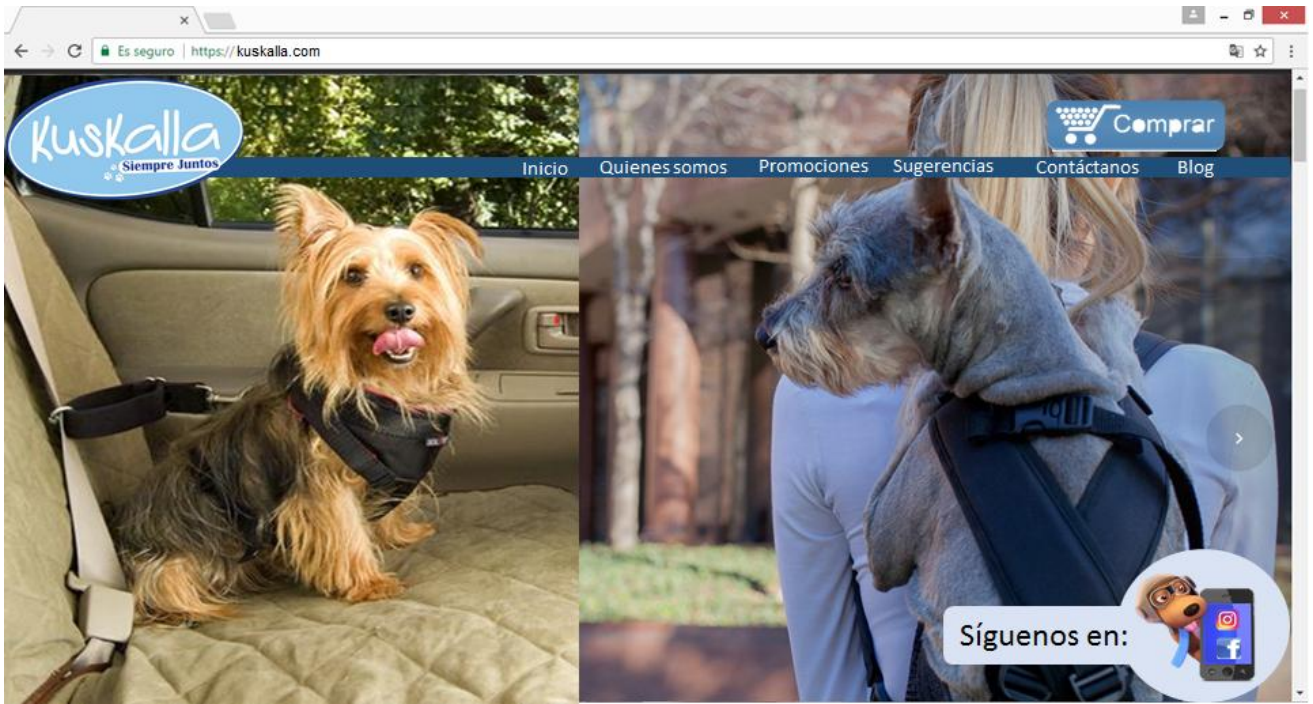 Es seguro | https://kuskalla.com
Kuskalla
Siempre Juntos
Comprar
Inicio Quienes somos Promociones Sugerencias Contáctanos Blog
Síguenos en: